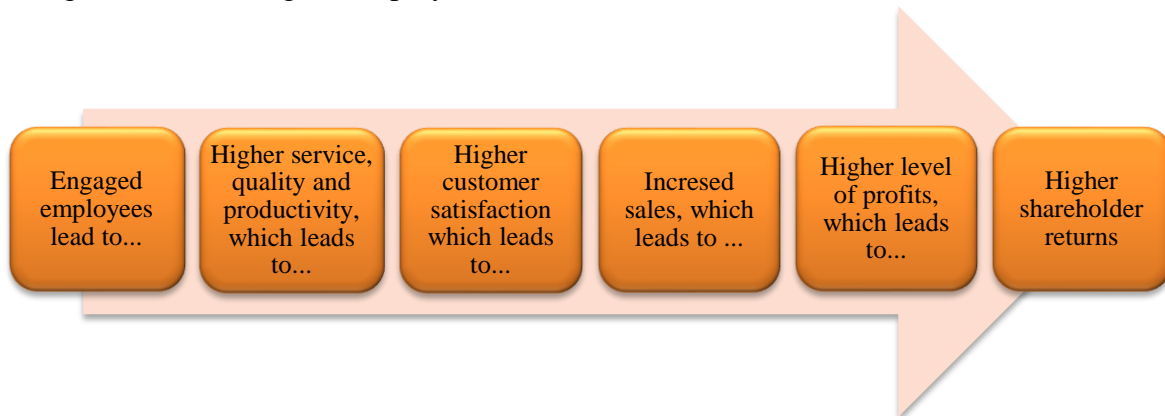 Engaged
employees
lead to...
Higher service,
quality and
productivity,
which leads
to...
Higher
customer
satisfaction
which leads
to...
Incresed
sales, which
leads to ...
Higher level
of profits,
which leads
to...
Higher
shareholder
returns